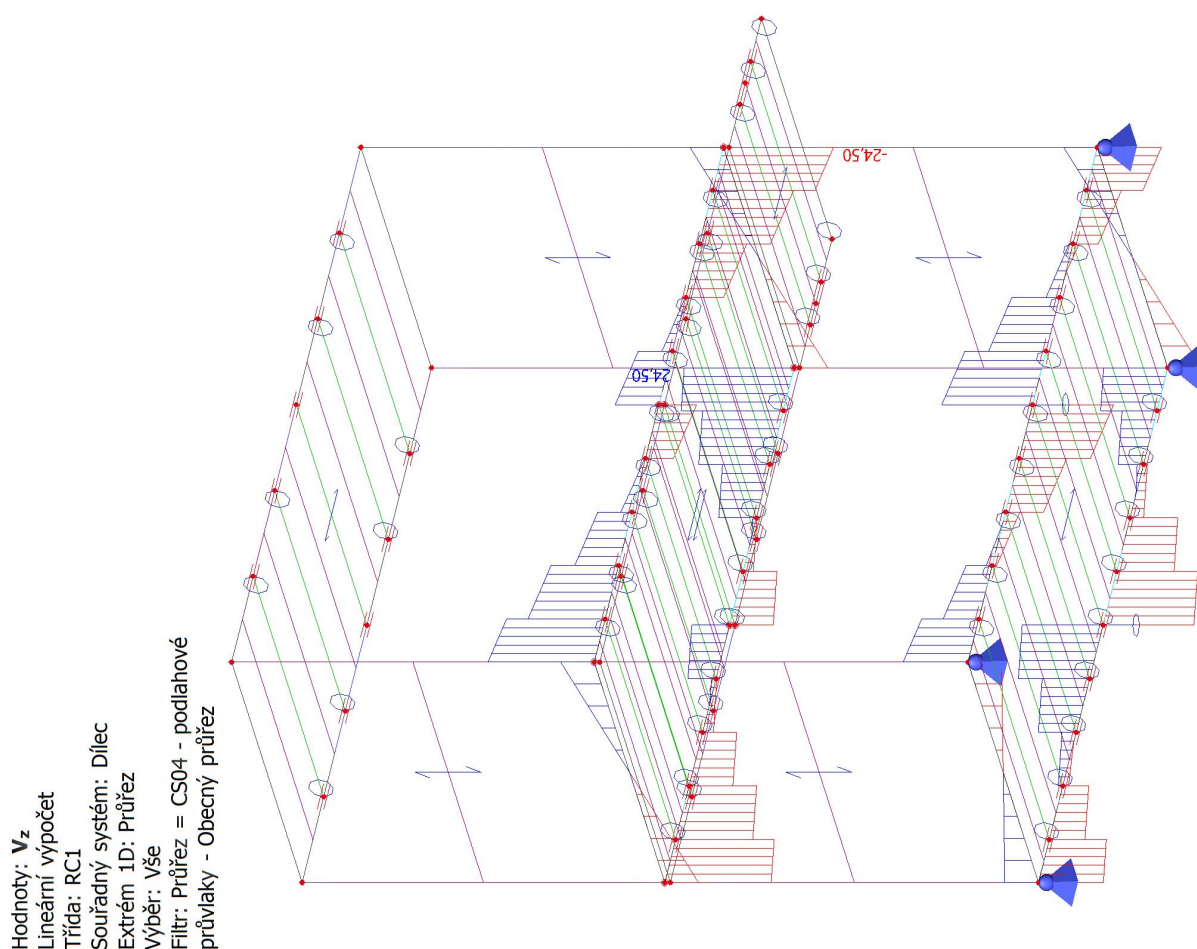 Hodnoty: Vz
Lineární výpočet
Třída: RC1
Souřadný systém: Dílec
Extrém 1D: Průřez
Výběr: Vše
Filtr: Průřez = CS04 - podlahové
průvlaky - Obecný průřez
-24,50
24,50